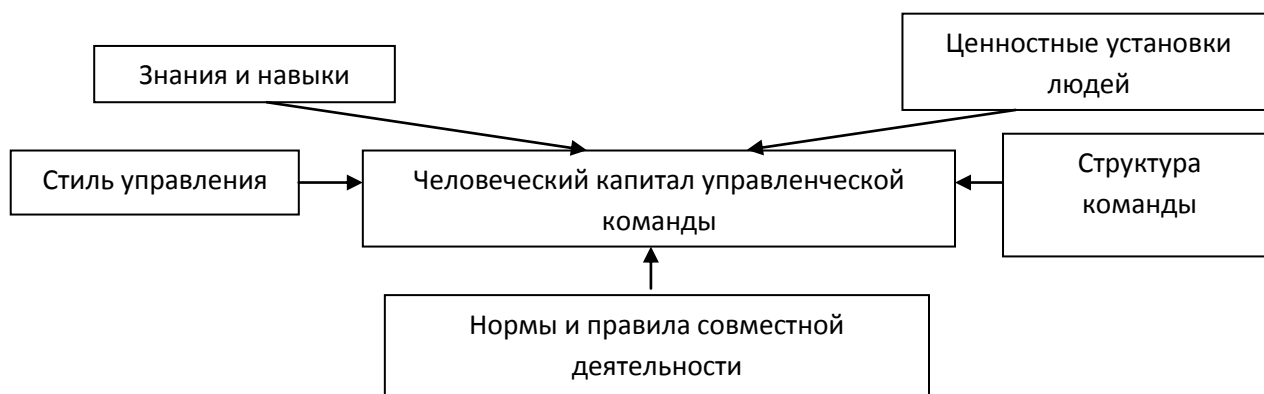 Знания и навыки
Ценностные установки
людей
Стиль управления
Человеческий капитал управленческой
команды
Структура
команды
Нормы и правила совместной
деятельности